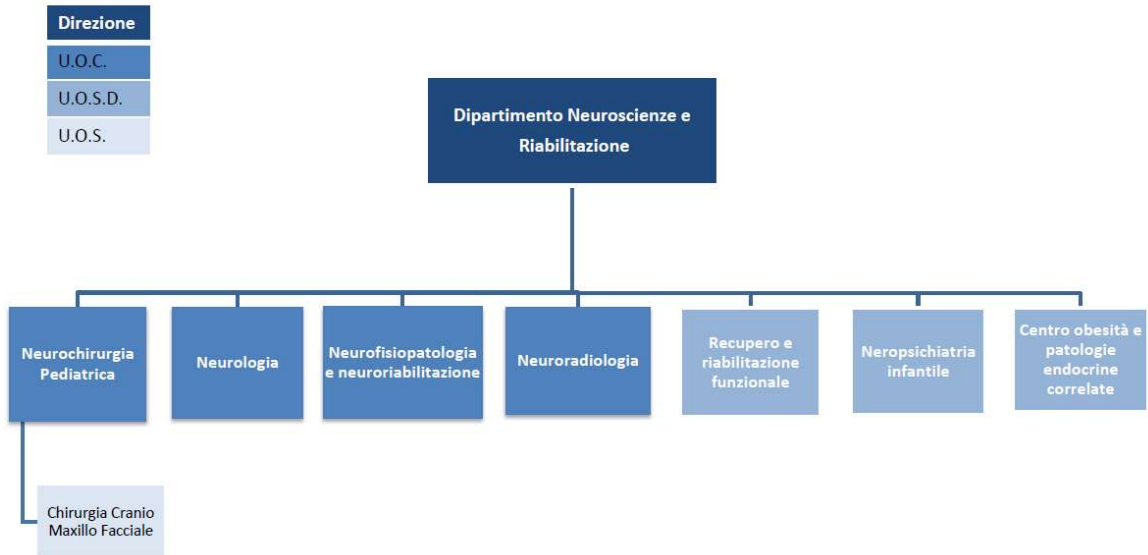 Direzione
U.O.C.
U.O.S.D.
U.O.S.
Dipartimento Neuroscienze e
Riabilitazione
Neurochirurgia
Pediatrica
Neurologia
Neurofisiopatologia
e neuroriabilitazione
Neuroradiologia
Recupero e
riabilitazione
funzionale
Neropsichiatria
infantile
Centro obesità e
patologie
endocrine
correlate
Chirurgia Cranio
Maxillo Facciale